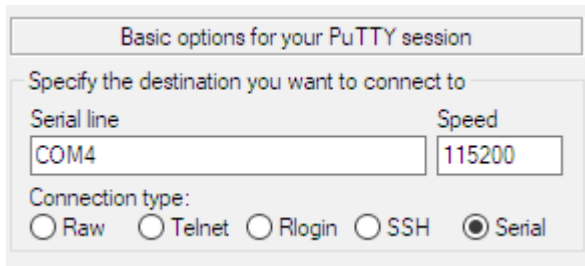 Basic options for your PuTTY session
Specify the destination you want to connect to
Serial line Speed
COM4 115200
Connection type:
Raw Telnet Rlogin SSH Serial